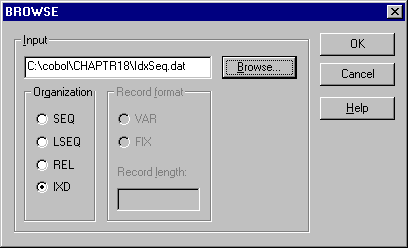 BROWSE
Input
C:\cobol\CHAPTR18\IdxSeq.dat
Browse...
OK
Cancel
Help
Organization
SEQ
LSEQ
REL
IXD
Record format
VAR
FIX
Record length: